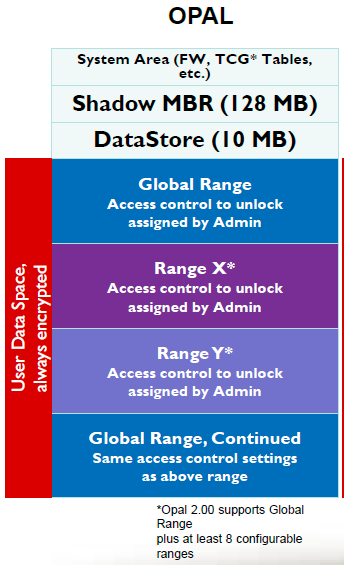 OPAL
System Area (FW, TCG* Tables,
etc.)
Shadow MBR (128 MB)
DataStore (10 MB)
User Data Space,
always encrypted
Global Range
Access control to unlock
assigned by Admin
Range X*
Access control to unlock
assigned by Admin
Range Y*
Access control to unlock
assigned by Admin
Global Range, Continued
Same access control settings
as above range
*Opal 2.00 supports Global
Range
plus at least 8 configurable
ranges